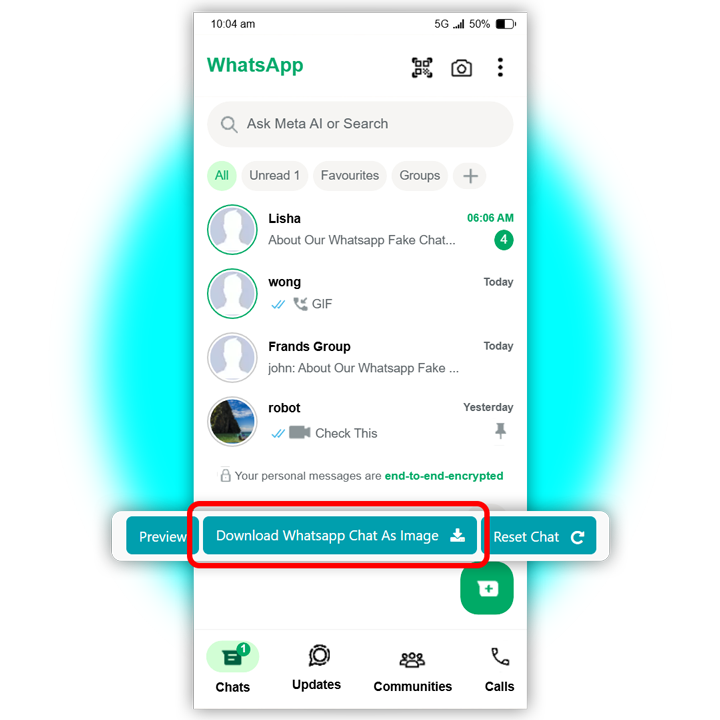 10:04 am 5G 50%
WhatsApp
Ask Meta AI or Search
All Unread 1 Favourites Groups
Lisha 06:06 AM
About Our Whatsapp Fake Chat... 4
wong Today
GIF
Frands Group Today
john: About Our Whatsapp Fake ...
robot Yesterday
Check This
Your personal messages are end-to-end-encrypted
Preview Download Whatsapp Chat As Image Reset Chat
1
Chats Updates Communities Calls